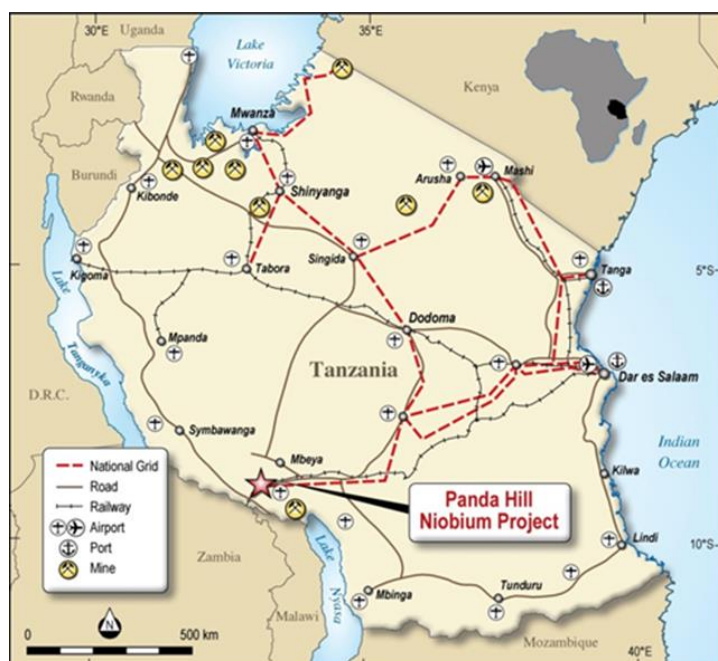 30°E
35°E
Uganda
Lake
Victoria
Kenya
Rwanda
Mwanza
Burundi
Kibonde
Shinyanga
Arusha
Mashi
Kigoma
Tabora
Singida
Tanga
5°S
Lake
Tanganyika
Mpanda
Dodoma
Tanzania
Dar es Salaam
D.R.C.
Symbawanga
Mbeya
Indian
Ocean
Kilwa
National Grid
Road
Railway
Airport
Port
Mine
Panda Hill
Niobium Project
Zambia
Lake
Nyasa
Lindi
10°S
Mbinga
Tunduru
Malawi
Mozambique
N
0
500 km
40°E